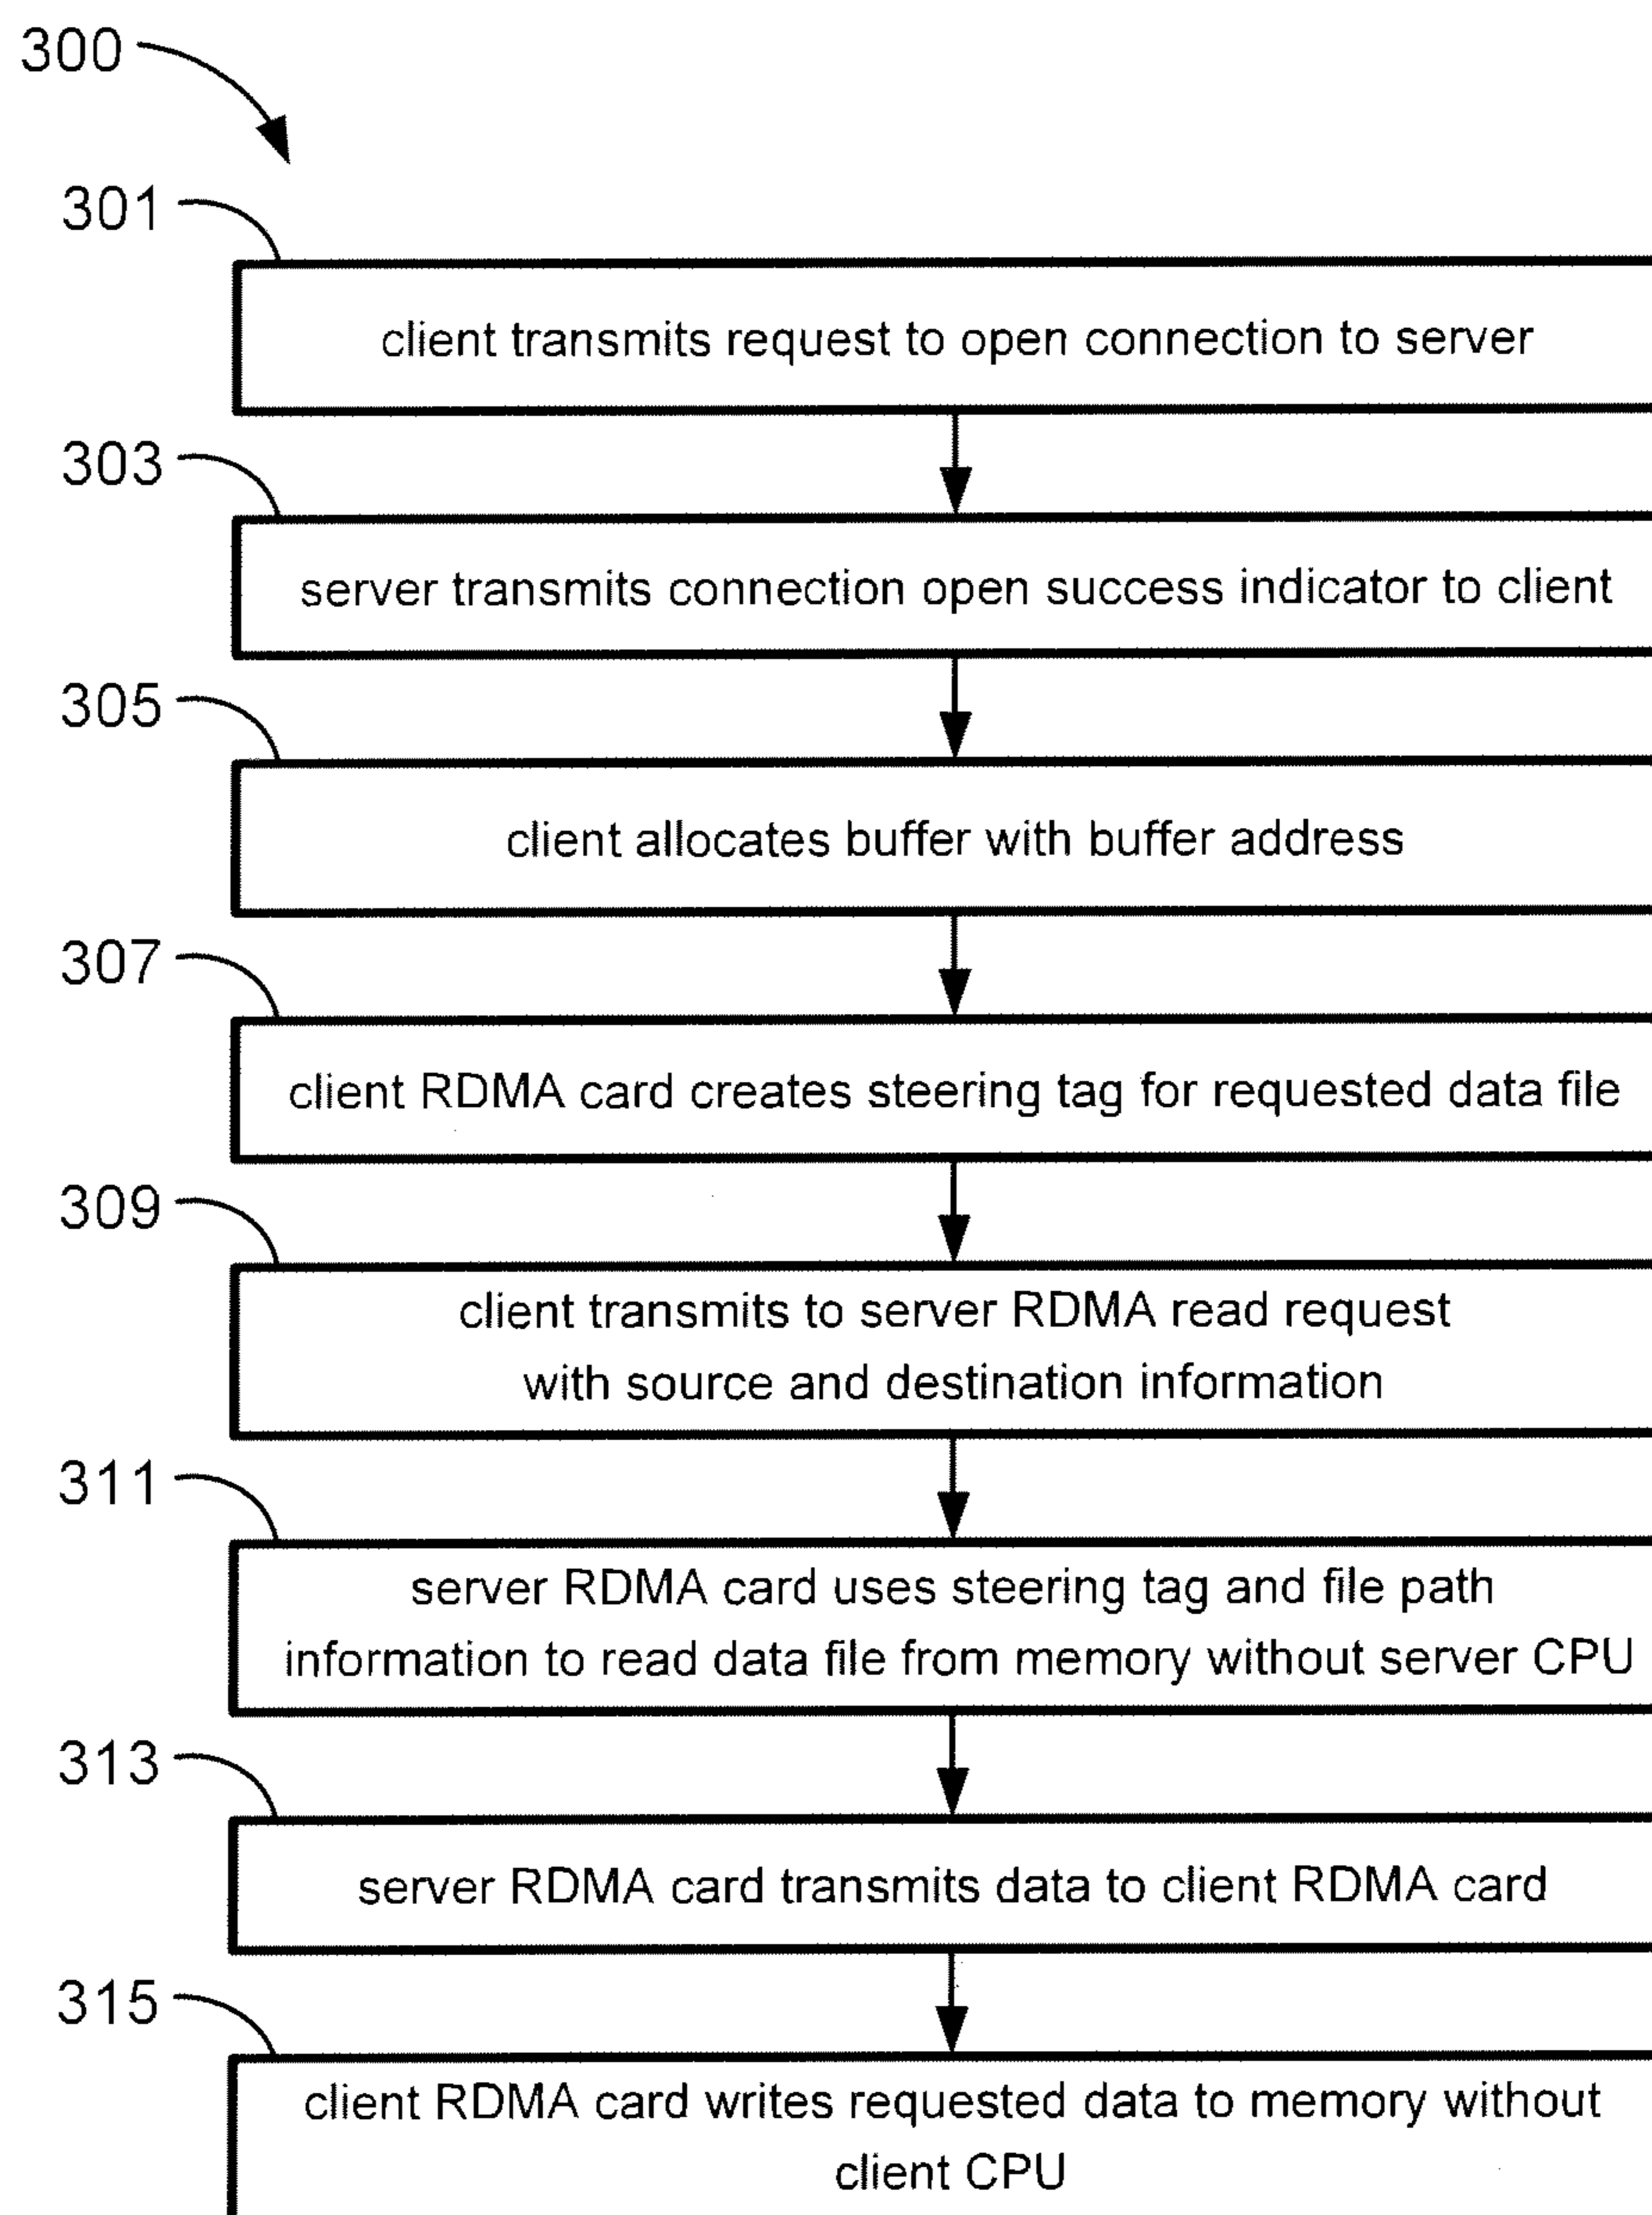 300
301
client transmits request to open connection to server
303
server transmits connection open success indicator to client
305
client allocates buffer with buffer address
307
client RDMA card creates steering tag for requested data file
309
client transmits to server RDMA read request
with source and destination information
311
server RDMA card uses steering tag and file path
information to read data file from memory without server CPU
313
server RDMA card transmits data to client RDMA card
315
client RDMA card writes requested data to memory without
client CPU